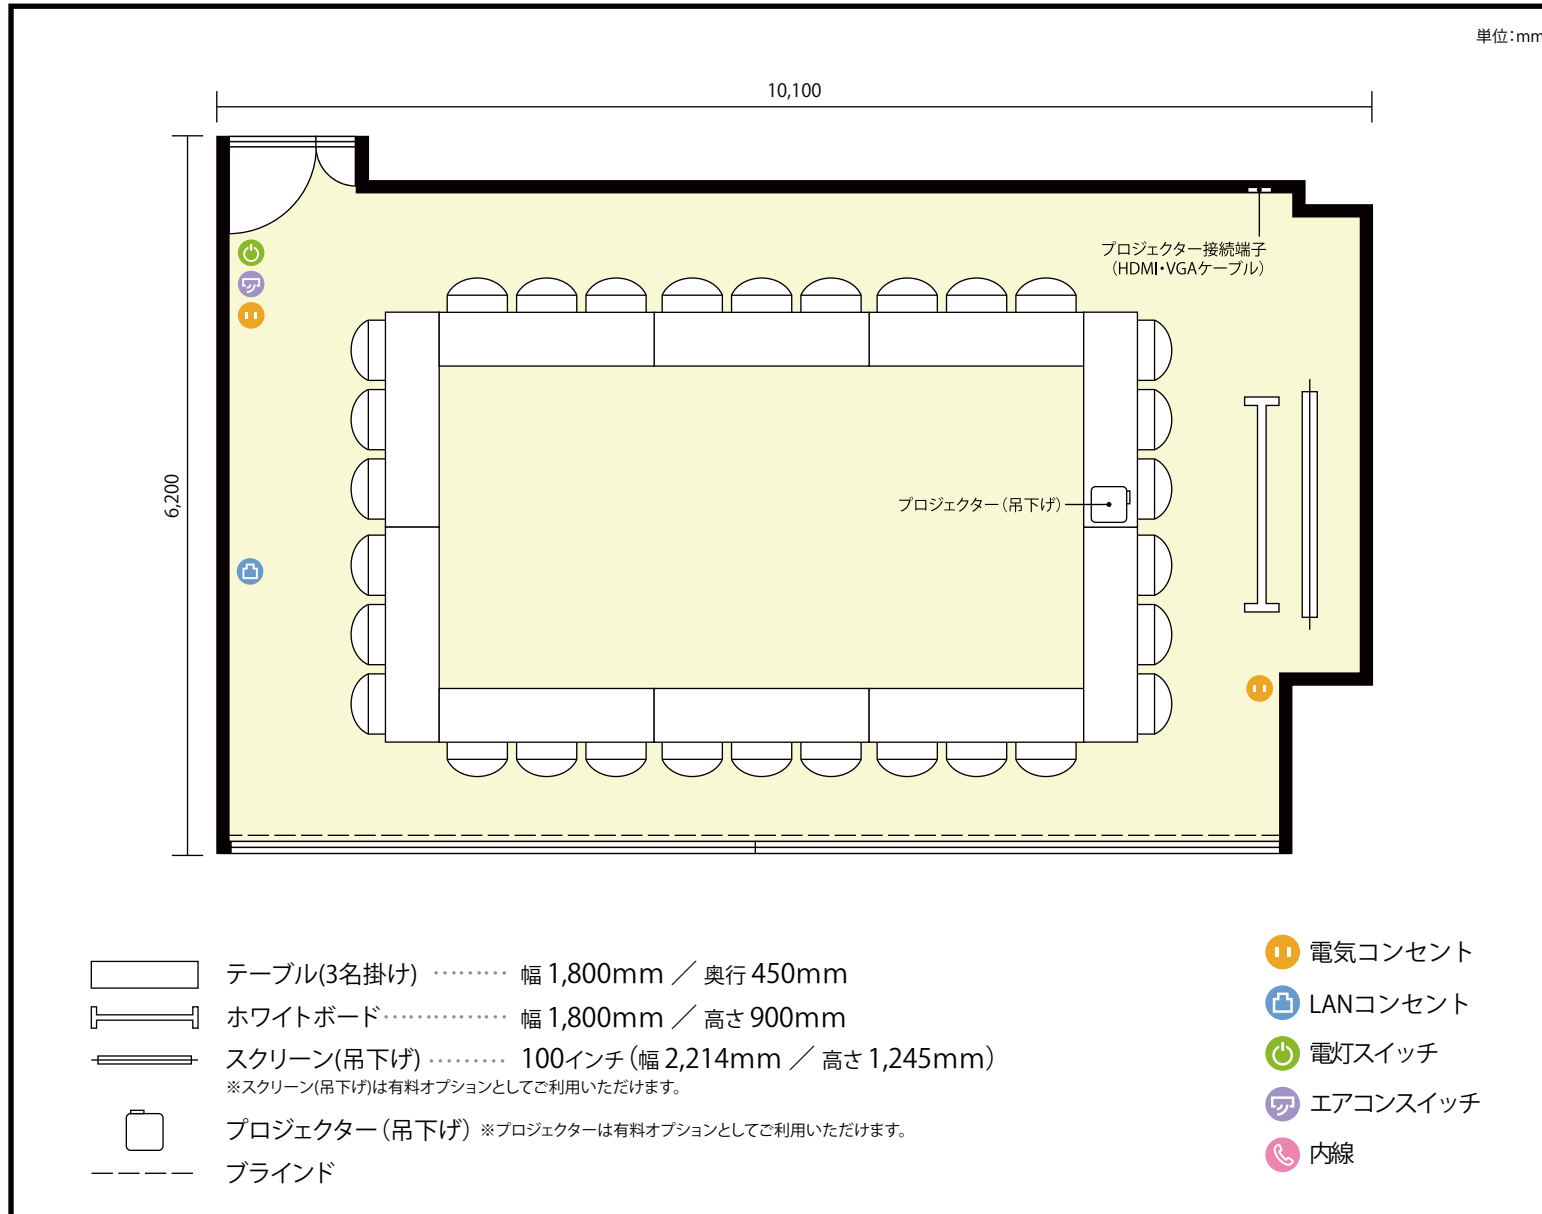 単位：mm
10,100
プロジェクター接続端子
（HDMI・VGAケーブル）
6,200
プロジェクター（吊下げ）
テーブル(3名掛け) ……… 幅 1,800mm ／ 奥行 450mm
ホワイトボード…………… 幅 1,800mm ／ 高さ 900mm
スクリーン(吊下げ) ……… 100インチ（幅 2,214mm ／ 高さ 1,245mm）
※スクリーン(吊下げ)は有料オプションとしてご利用いただけます。
プロジェクター（吊下げ） ※プロジェクターは有料オプションとしてご利用いただけます。
ブラインド
電気コンセント
LANコンセント
電灯スイッチ
エアコンスイッチ
内線